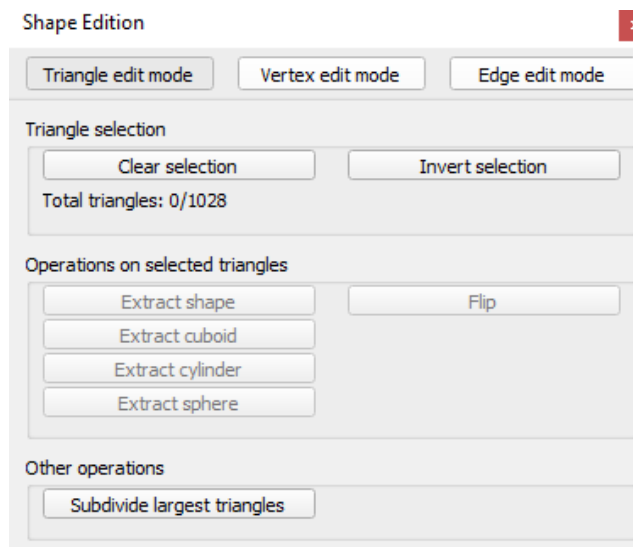 Shape Edition
Triangle edit mode Vertex edit mode Edge edit mode
Triangle selection
Clear selection Invert selection
Total triangles: 0/1028
Operations on selected triangles
Extract shape Flip
Extract cuboid
Extract cylinder
Extract sphere
Other operations
Subdivide largest triangles